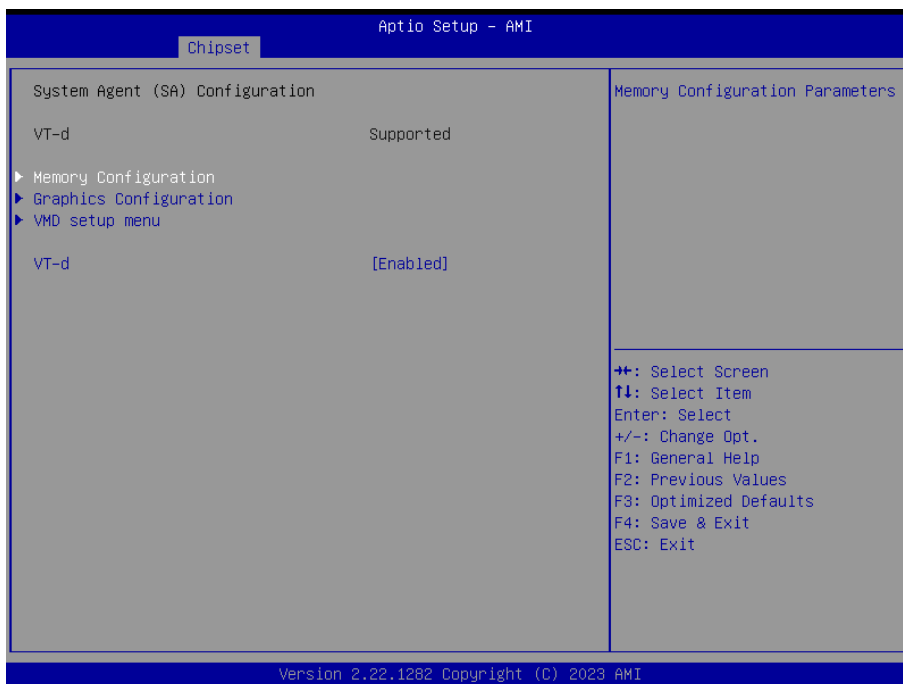 Aptio Setup – AMI
Chipset
System Agent (SA) Configuration
VT-d Supported
Memory Configuration
Graphics Configuration
VMD setup menu
VT-d [Enabled]
Memory Configuration Parameters
→←: Select Screen
↑↓: Select Item
Enter: Select
+/-: Change Opt.
F1: General Help
F2: Previous Values
F3: Optimized Defaults
F4: Save & Exit
ESC: Exit
Version 2.22.1282 Copyright (C) 2023 AMI